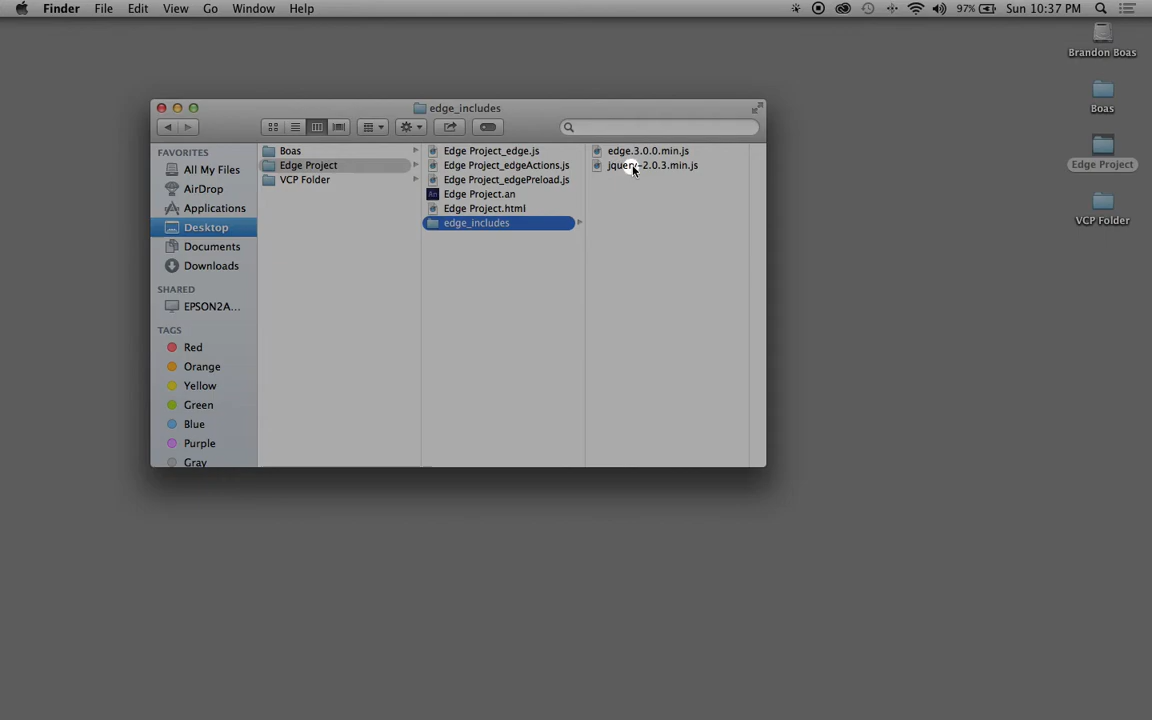 Finder File Edit View Go Window Help 97% Sun 10:37 PM
Brandon Boas
Boas
Edge Project
VCP Folder
edge_includes
FAVORITES
All My Files
AirDrop
Applications
Desktop
Documents
Downloads
SHARED
EPSON2A...
TAGS
Red
Orange
Yellow
Green
Blue
Purple
Gray
Boas
Edge Project
VCP Folder
Edge Project_edge.js
Edge Project_edgeActions.js
Edge Project_edgePreload.js
An Edge Project.an
Edge Project.html
edge_includes
edge.3.0.0.min.js
jquery-2.0.3.min.js